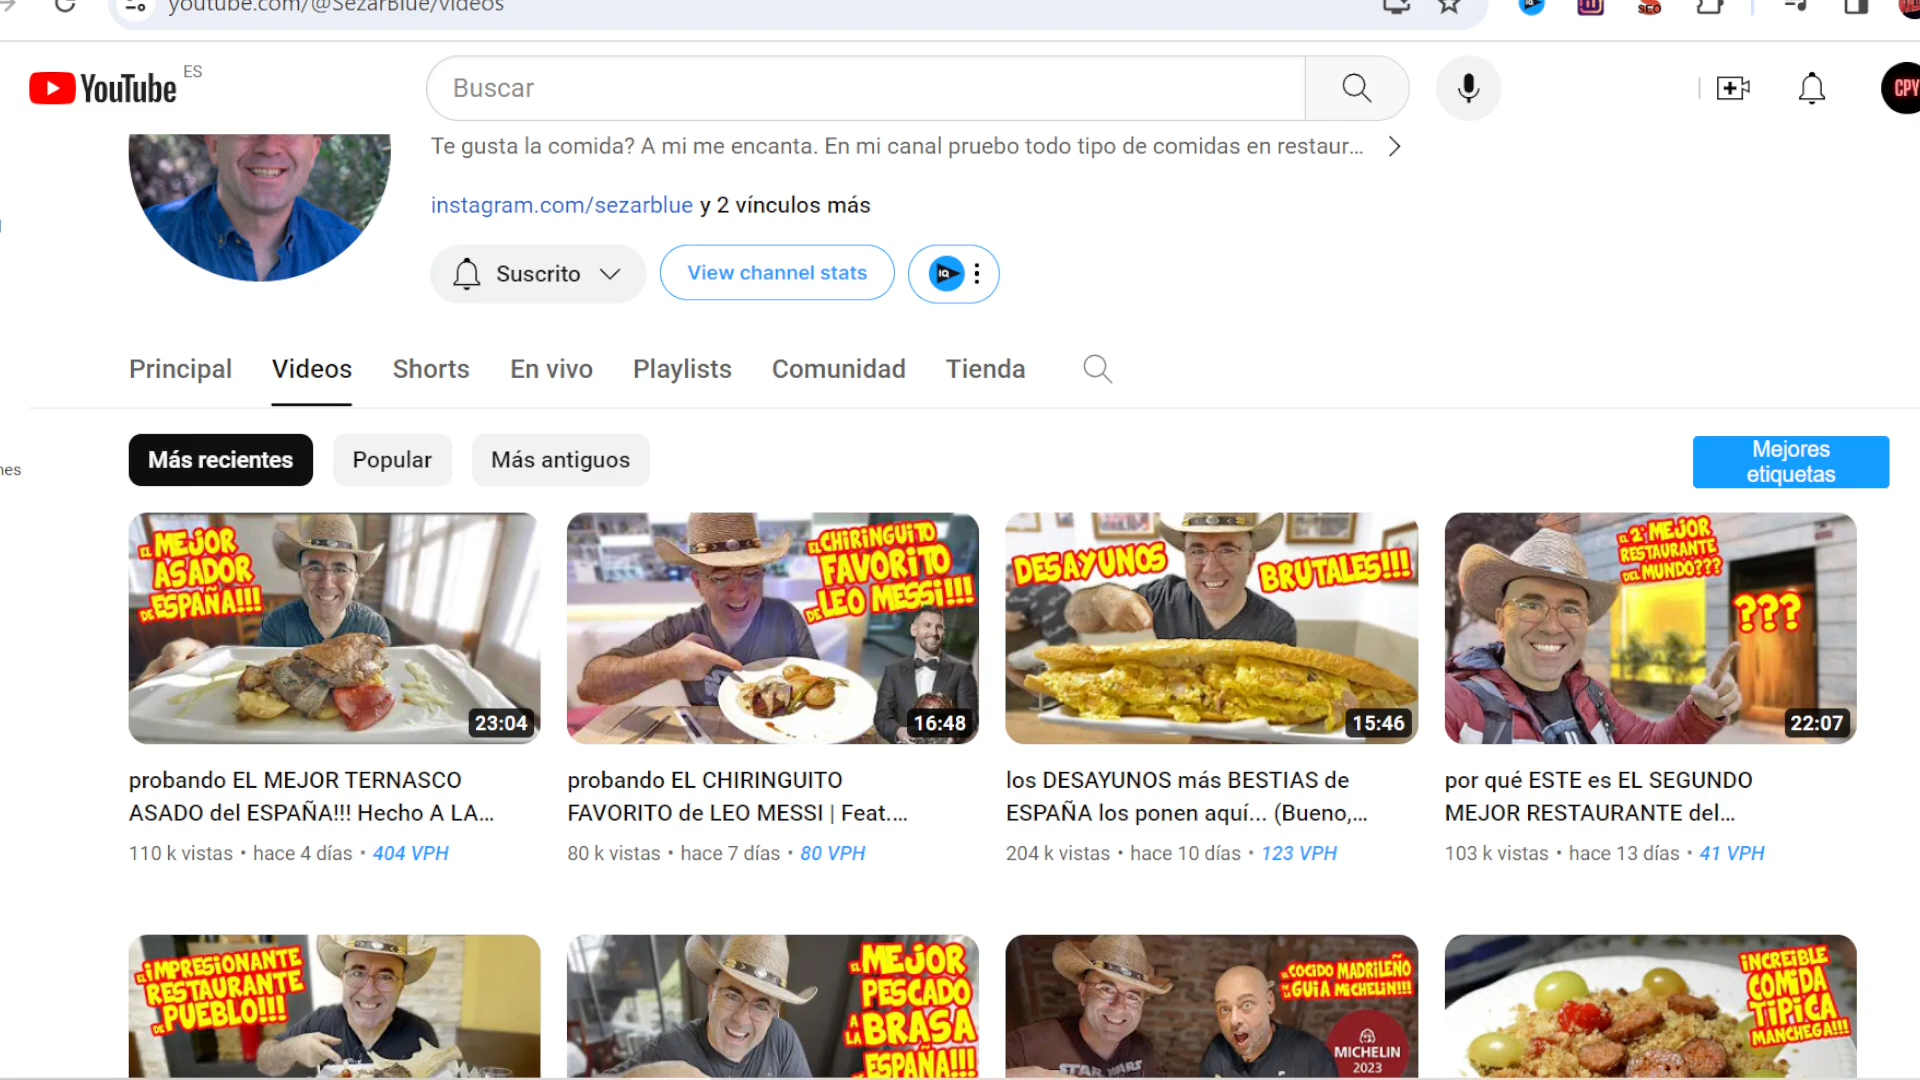 youtube.com/@SezarBlue/videos
SEO
YouTube ES
Buscar
CPY
Te gusta la comida? A mi me encanta. En mi canal pruebo todo tipo de comidas en restaur...
instagram.com/sezarblue y 2 vínculos más
Suscrito
View channel stats
IQ
Principal Videos Shorts En vivo Playlists Comunidad Tienda
Más recientes Popular Más antiguos
Mejores
etiquetas
nes
EL MEJOR
ASADOR
DE ESPAÑA!!!
23:04
EL CHIRINGUITO
FAVORITO
DE LEO MESSI!!!
16:48
DESAYUNOS
BRUTALES!!!
15:46
EL 2º MEJOR
RESTAURANTE
DEL MUNDO???
???
22:07
probando EL MEJOR TERNASCO
ASADO del ESPAÑA!!! Hecho A LA...
110 k vistas • hace 4 días • 404 VPH
probando EL CHIRINGUITO
FAVORITO de LEO MESSI | Feat....
80 k vistas • hace 7 días • 80 VPH
los DESAYUNOS más BESTIAS de
ESPAÑA los ponen aquí... (Bueno,...
204 k vistas • hace 10 días • 123 VPH
por qué ESTE es EL SEGUNDO
MEJOR RESTAURANTE del...
103 k vistas • hace 13 días • 41 VPH
IMPRESIONANTE
RESTAURANTE
DE PUEBLO!!!
EL MEJOR
PESCADO
A LA BRASA
ESPAÑA!!!
COCIDO MADRILEÑO
GUIA MICHELIN!!!
STAR WARS
MICHELIN
2023
INCREIBLE
COMIDA
TIPICA
MANCHEGA!!!